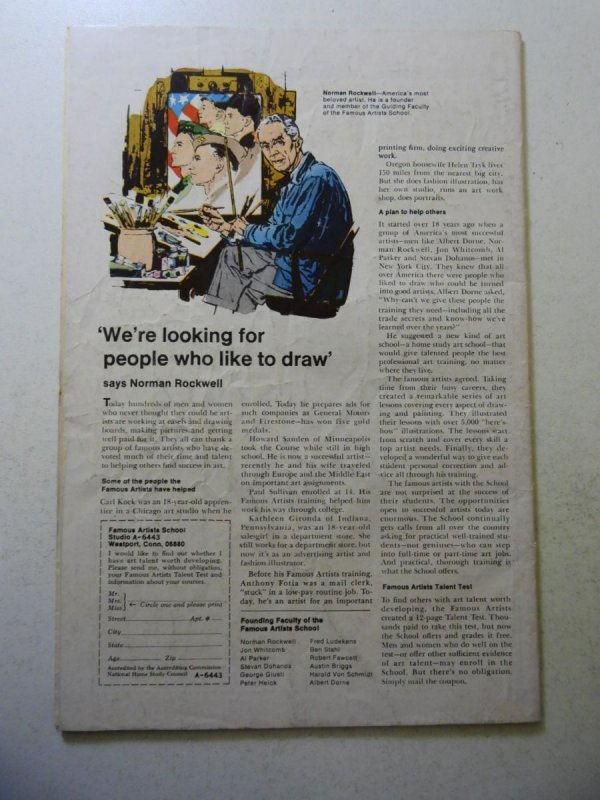 Norman Rockwell—America's most
beloved artist. He is a founder
and member of the Guiding Faculty
of the Famous Artists School.
'We're looking for
people who like to draw'
says Norman Rockwell
Today hundreds of men and women
who never thought they could be art-
ists are working at easels and drawing
boards, making pictures and getting
well paid for it. They all can thank a
group of famous artists who have de-
voted much of their time and talent
to helping others find success in art.
Some of the people the
Famous Artists have helped
Carl Kock was an 18-year-old appren-
tice in a Chicago art studio when he
Famous Artists School
Studio A-6443
Westport, Conn. 06880
I would like to find out whether I
have art talent worth developing.
Please send me, without obligation,
your Famous Artists Talent Test and
information about your courses.
Mr.
Mrs.
Miss
← Circle one and please print
Street
Apt. #
City
State
Age
Zip
Accredited by the Accrediting Commission
National Home Study Council
A-6443
enrolled. Today he prepares ads for
such companies as General Motors
and Firestone—has won five gold
medals.
Howard Sanden of Minneapolis
took the Course while still in high
school. He is now a successful artist—
recently he and his wife traveled
through Europe and the Middle East
on important art assignments.
Paul Sullivan enrolled at 14. His
Famous Artists training helped him
work his way through college.
Kathleen Gironda of Indiana,
Pennsylvania, was an 18-year-old
salesgirl in a department store. She
still works for a department store, but
now it's as an advertising artist and
fashion illustrator.
Before his Famous Artists training,
Anthony Fotia was a mail clerk,
"stuck" in a low-pay routine job. To-
day, he's an artist for an important
Founding Faculty of the
Famous Artists School
Norman Rockwell
Jon Whitcomb
Al Parker
Stevan Dohanos
George Giusti
Peter Helck
Fred Ludekens
Ben Stahl
Robert Fawcett
Austin Briggs
Harold Von Schmidt
Albert Dorne
printing firm, doing exciting creative
work.
Oregon housewife Helen Tryk lives
150 miles from the nearest big city.
But she does fashion illustration, has
her own studio, runs an art work
shop, does portraits.
A plan to help others
It started over 18 years ago when a
group of America's most successful
artists—men like Albert Dorne, Nor-
man Rockwell, Jon Whitcomb, Al
Parker and Stevan Dohanos—met in
New York City. They knew that all
over America there were people who
liked to draw who could be turned
into good artists. Albert Dorne asked,
"Why can't we give these people the
training they need—including all the
trade secrets and know-how we've
learned over the years?"
He suggested a new kind of art
school—a home study art school—that
would give talented people the best
professional art training, no matter
where they live.
The famous artists agreed. Taking
time from their busy careers, they
created a remarkable series of art
lessons covering every aspect of draw-
ing and painting. They illustrated
their lessons with over 5,000 "here's-
how" illustrations. The lessons start
from scratch and cover every skill a
top artist needs. Finally, they de-
veloped a wonderful way to give each
student personal correction and ad-
vice all through his training.
The famous artists with the School
are not surprised at the success of
their students. The opportunities
open to successful artists today are
enormous. The School continually
gets calls from all over the country
asking for practical well-trained stu-
dents—not geniuses—who can step
into full-time or part-time art jobs.
And practical, thorough training is
what the School offers.
Famous Artists Talent Test
To find others with art talent worth
developing, the Famous Artists
created a 12-page Talent Test. Thou-
sands paid to take this test, but now
the School offers and grades it free.
Men and women who do well on the
test—or offer other sufficient evidence
of art talent—may enroll in the
School. But there's no obligation.
Simply mail the coupon.